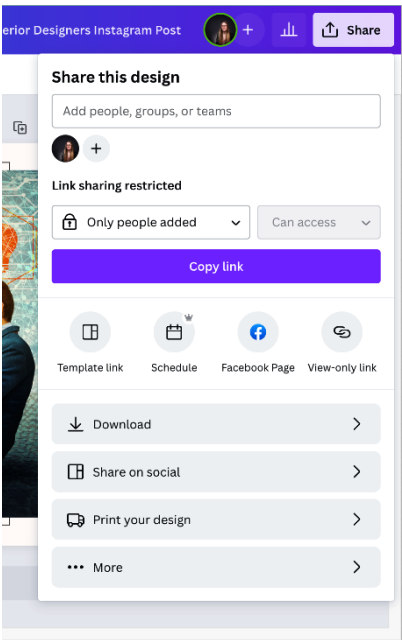 erior Designers Instagram Post
Share
Share this design
Add people, groups, or teams
Link sharing restricted
Only people added
Can access
Copy link
Template link
Schedule
Facebook Page
View-only link
Download
Share on social
Print your design
More